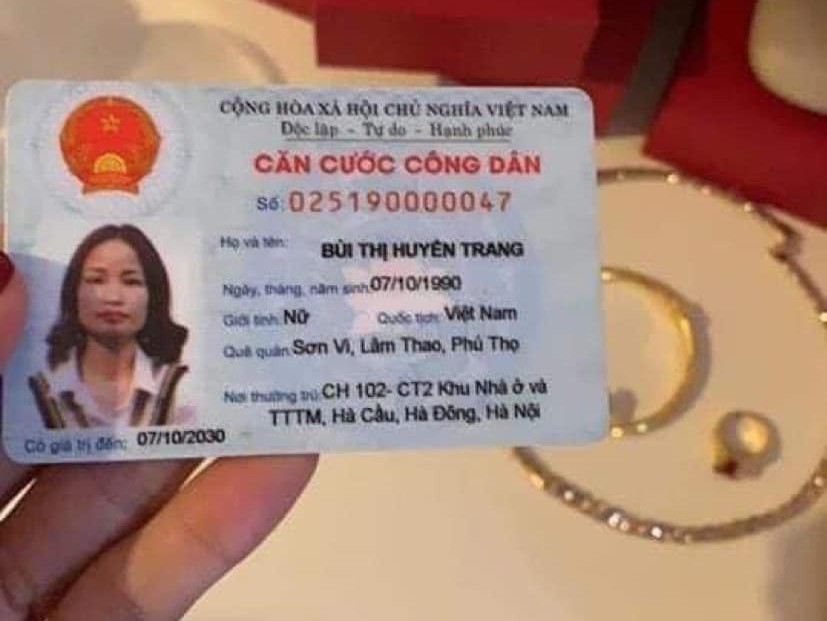 CỘNG HÒA XÃ HỘI CHỦ NGHĨA VIỆT NAM
Độc lập - Tự do - Hạnh phúc
CĂN CƯỚC CÔNG DÂN
Số: 025190000047
Họ và tên: BÙI THỊ HUYÊN TRANG
Ngày, tháng, năm sinh: 07/10/1990
Giới tính: Nữ Quốc tịch: Việt Nam
Quê quán: Sơn Vi, Lâm Thao, Phú Thọ
Nơi thường trú: CH 102- CT2 Khu Nhà ở và
TTTM, Hà Cầu, Hà Đông, Hà Nội
Có giá trị đến: 07/10/2030